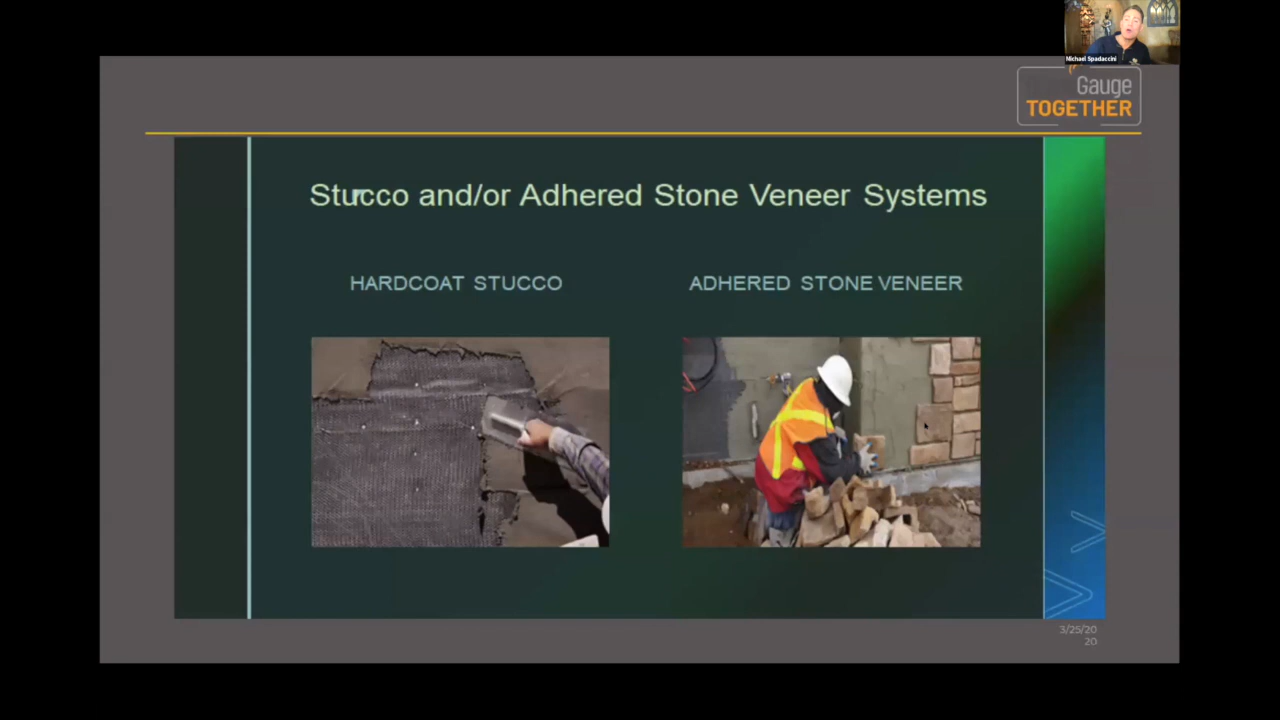 Michael Spadaccini
Gauge
TOGETHER
Stucco and/or Adhered Stone Veneer Systems
HARDCOAT STUCCO
ADHERED STONE VENEER
3/25/20
20